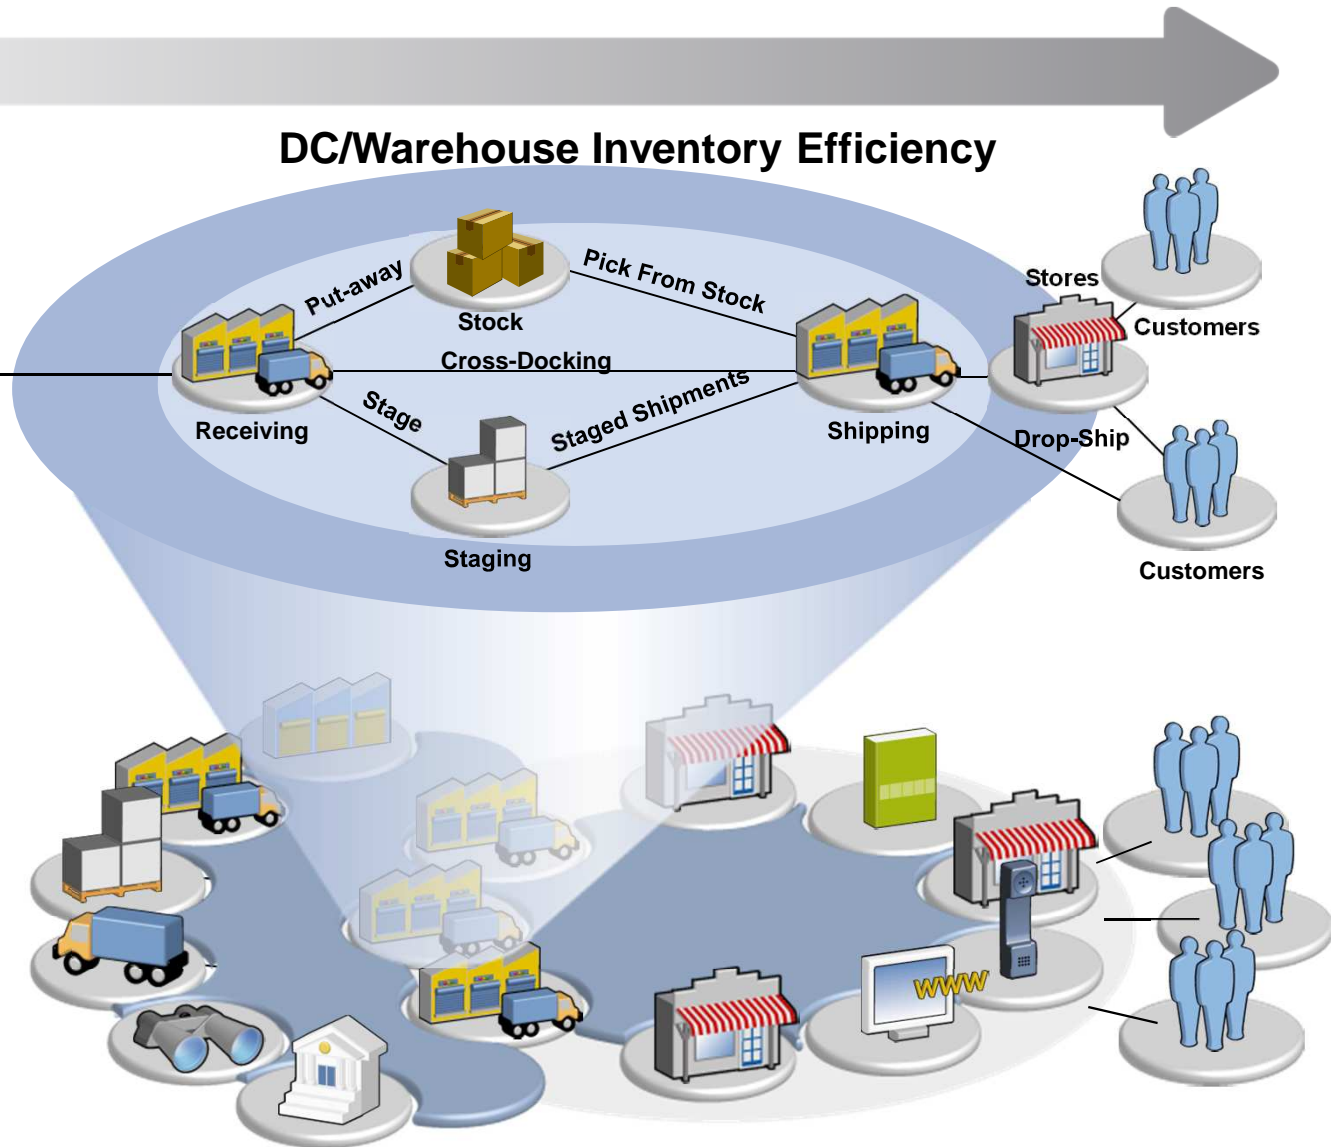 DC/Warehouse Inventory Efficiency
Put-away
Pick From Stock
Stores
Stock
Customers
Cross-Docking
Stage
Staged Shipments
Receiving
Shipping
Drop-Ship
Staging
Customers
WWW